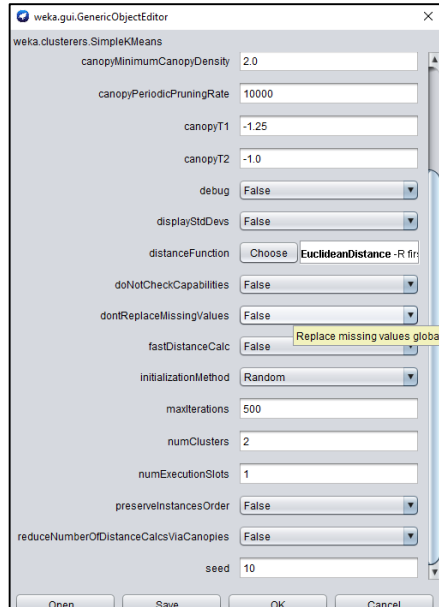 weka.gui.GenericObjectEditor
weka.clusterers.SimpleKMeans
canopyMinimumCanopyDensity 2.0
canopyPeriodicPruningRate 10000
canopyT1 -1.25
canopyT2 -1.0
debug False
displayStdDevs False
distanceFunction Choose EuclideanDistance -R firs
doNotCheckCapabilities False
dontReplaceMissingValues False
Replace missing values globa
fastDistanceCalc False
initializationMethod Random
maxIterations 500
numClusters 2
numExecutionSlots 1
preserveInstancesOrder False
reduceNumberOfDistanceCalcsViaCanopies False
seed 10
Open Save OK Cancel